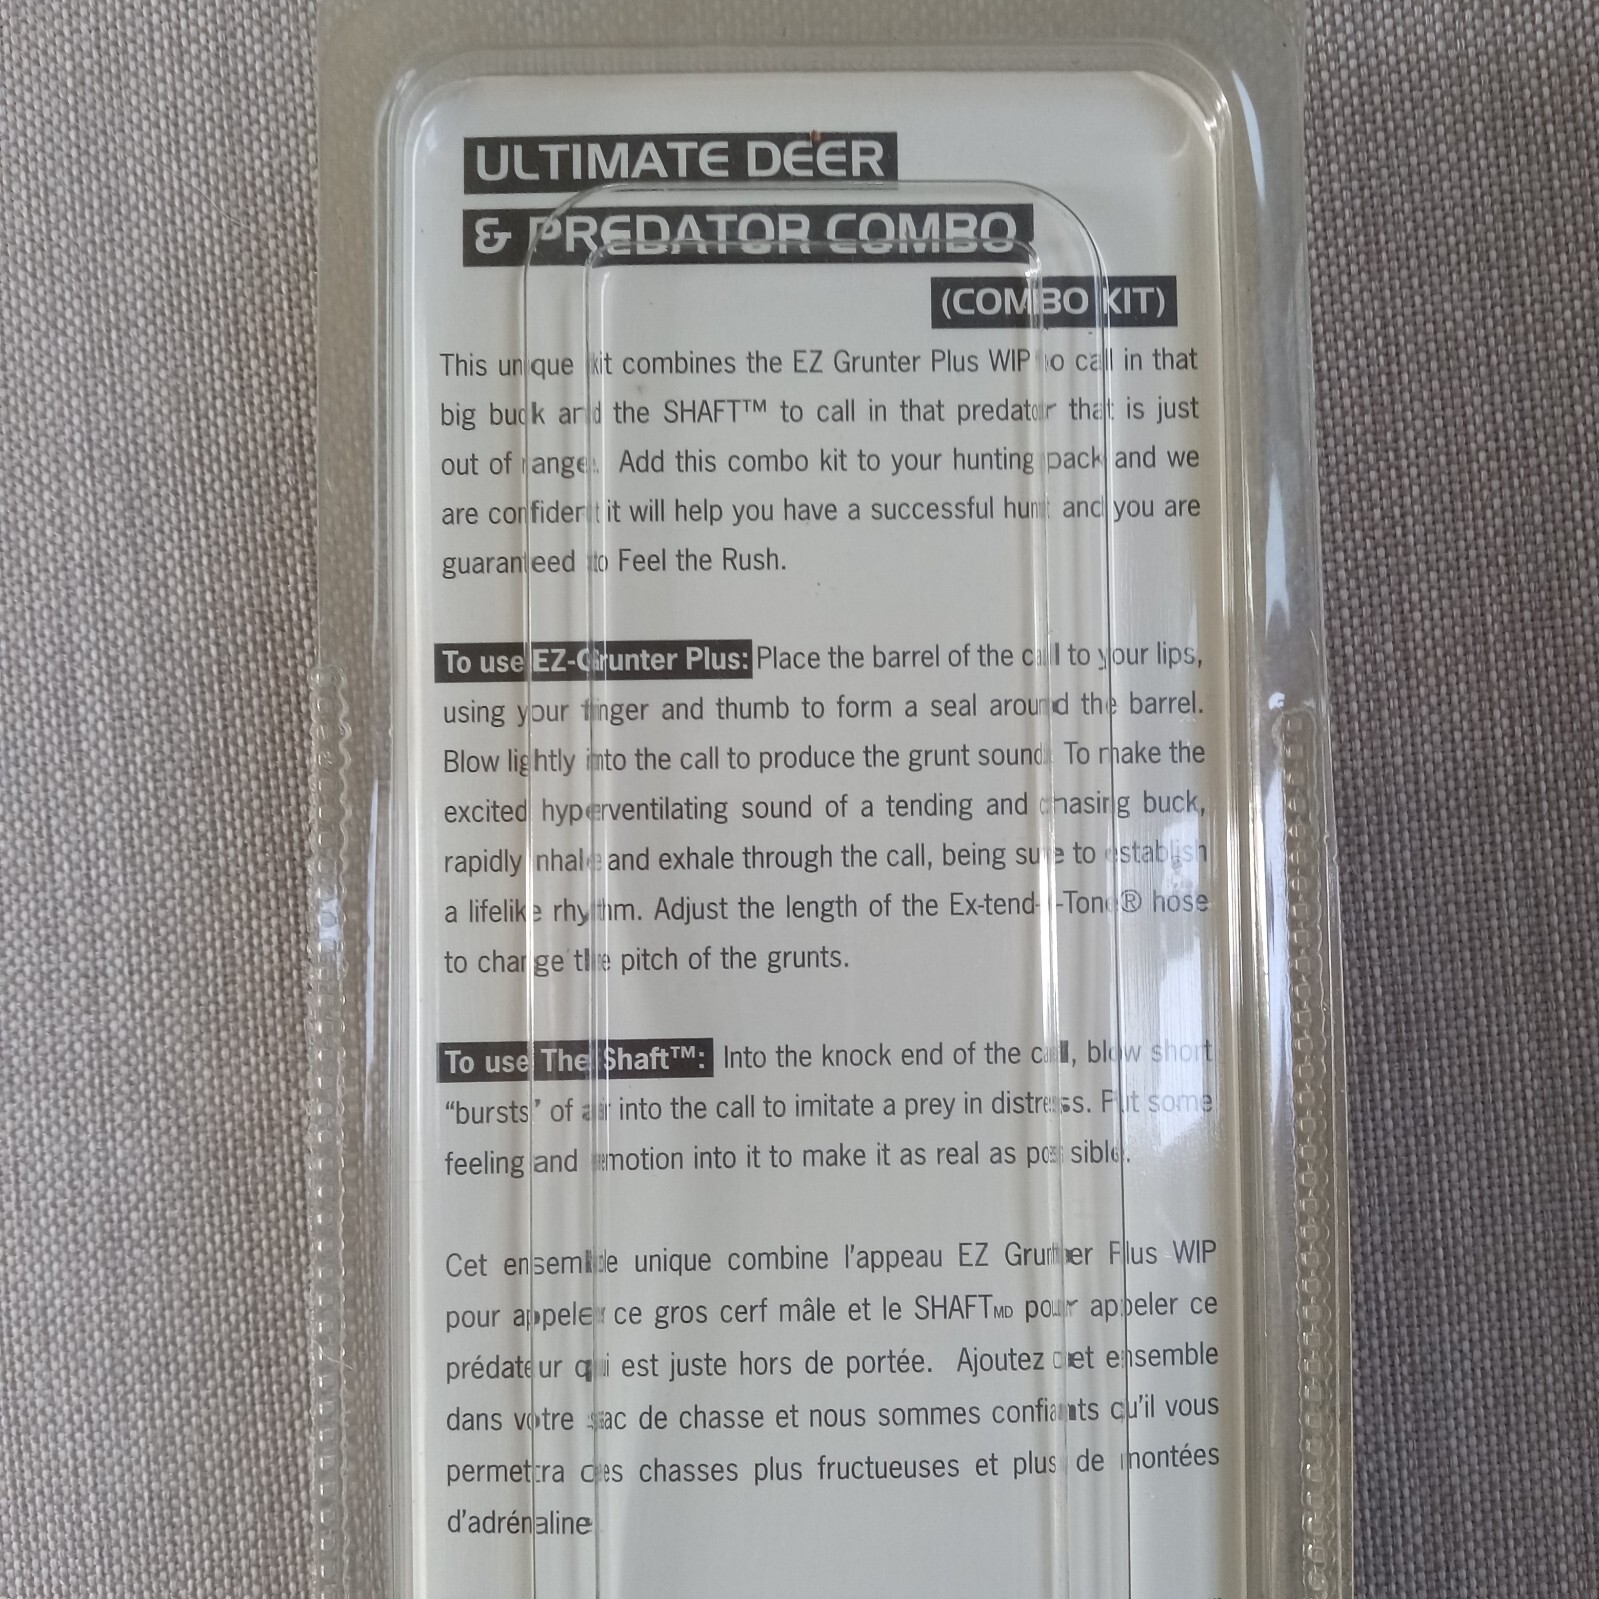 ULTIMATE DEER
& PREDATOR COMBO
(COMBO KIT)
This unique kit combines the EZ Grunter Plus WIP to call in that
big buck and the SHAFT™ to call in that predator that is just
out of range. Add this combo kit to your hunting pack and we
are confident it will help you have a successful hunt and you are
guaranteed to Feel the Rush.
To use EZ-Grunter Plus: Place the barrel of the call to your lips,
using your finger and thumb to form a seal around the barrel.
Blow lightly into the call to produce the grunt sound. To make the
excited hyperventilating sound of a tending and chasing buck,
rapidly inhale and exhale through the call, being sure to establish
a lifelike rhythm. Adjust the length of the Ex-tend-I-Tone® hose
to change the pitch of the grunts.
To use The Shaft™: Into the knock end of the call, blow short
“bursts” of air into the call to imitate a prey in distress. Put some
feeling and emotion into it to make it as real as possible.
Cet ensemble unique combine l'appeau EZ Grunter Plus WIP
pour appeler ce gros cerf mâle et le SHAFTMD pour appeler ce
prédateur qui est juste hors de portée. Ajoutez cet ensemble
dans votre sac de chasse et nous sommes confiants qu'il vous
permettra des chasses plus fructueuses et plus de montées
d'adrénaline.